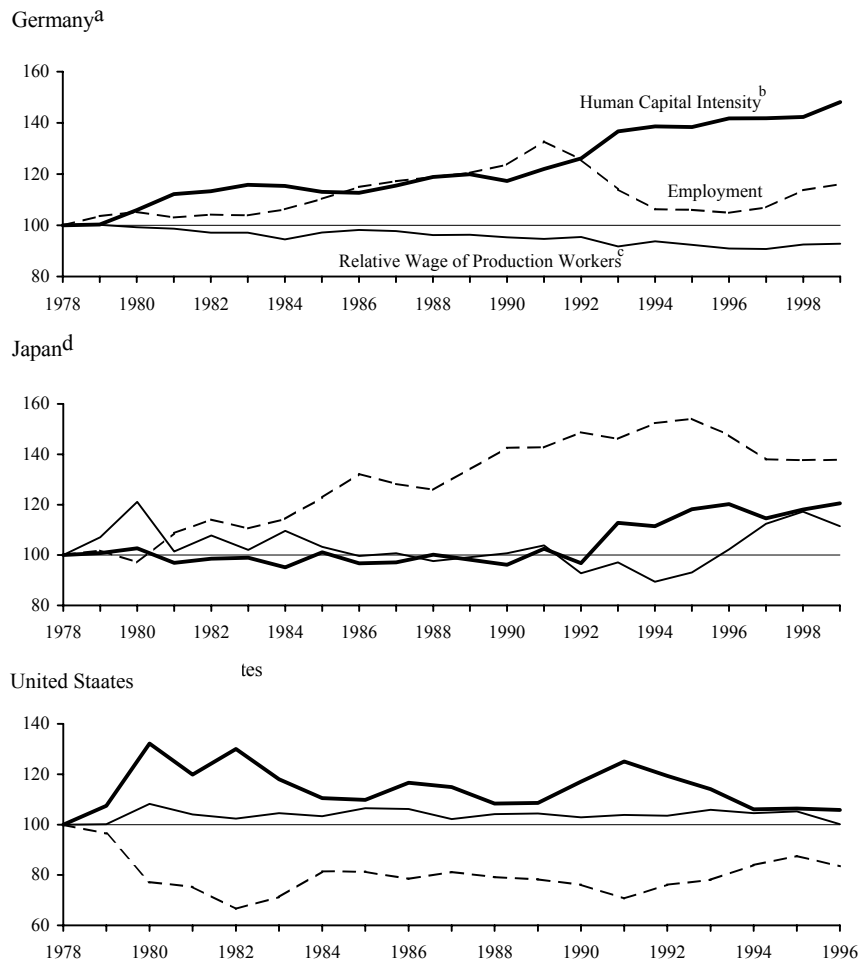 Germanya
160
Human Capital Intensityb
140
120
Employment
100
Relative Wage of Production Workersc
80
1978 1980 1982 1984 1986 1988 1990 1992 1994 1996 1998
Japand
160
140
120
100
80
1978 1980 1982 1984 1986 1988 1990 1992 1994 1996 1998
tes
United Staates
140
120
100
80
60
1978 1980 1982 1984 1986 1988 1990 1992 1994 1996